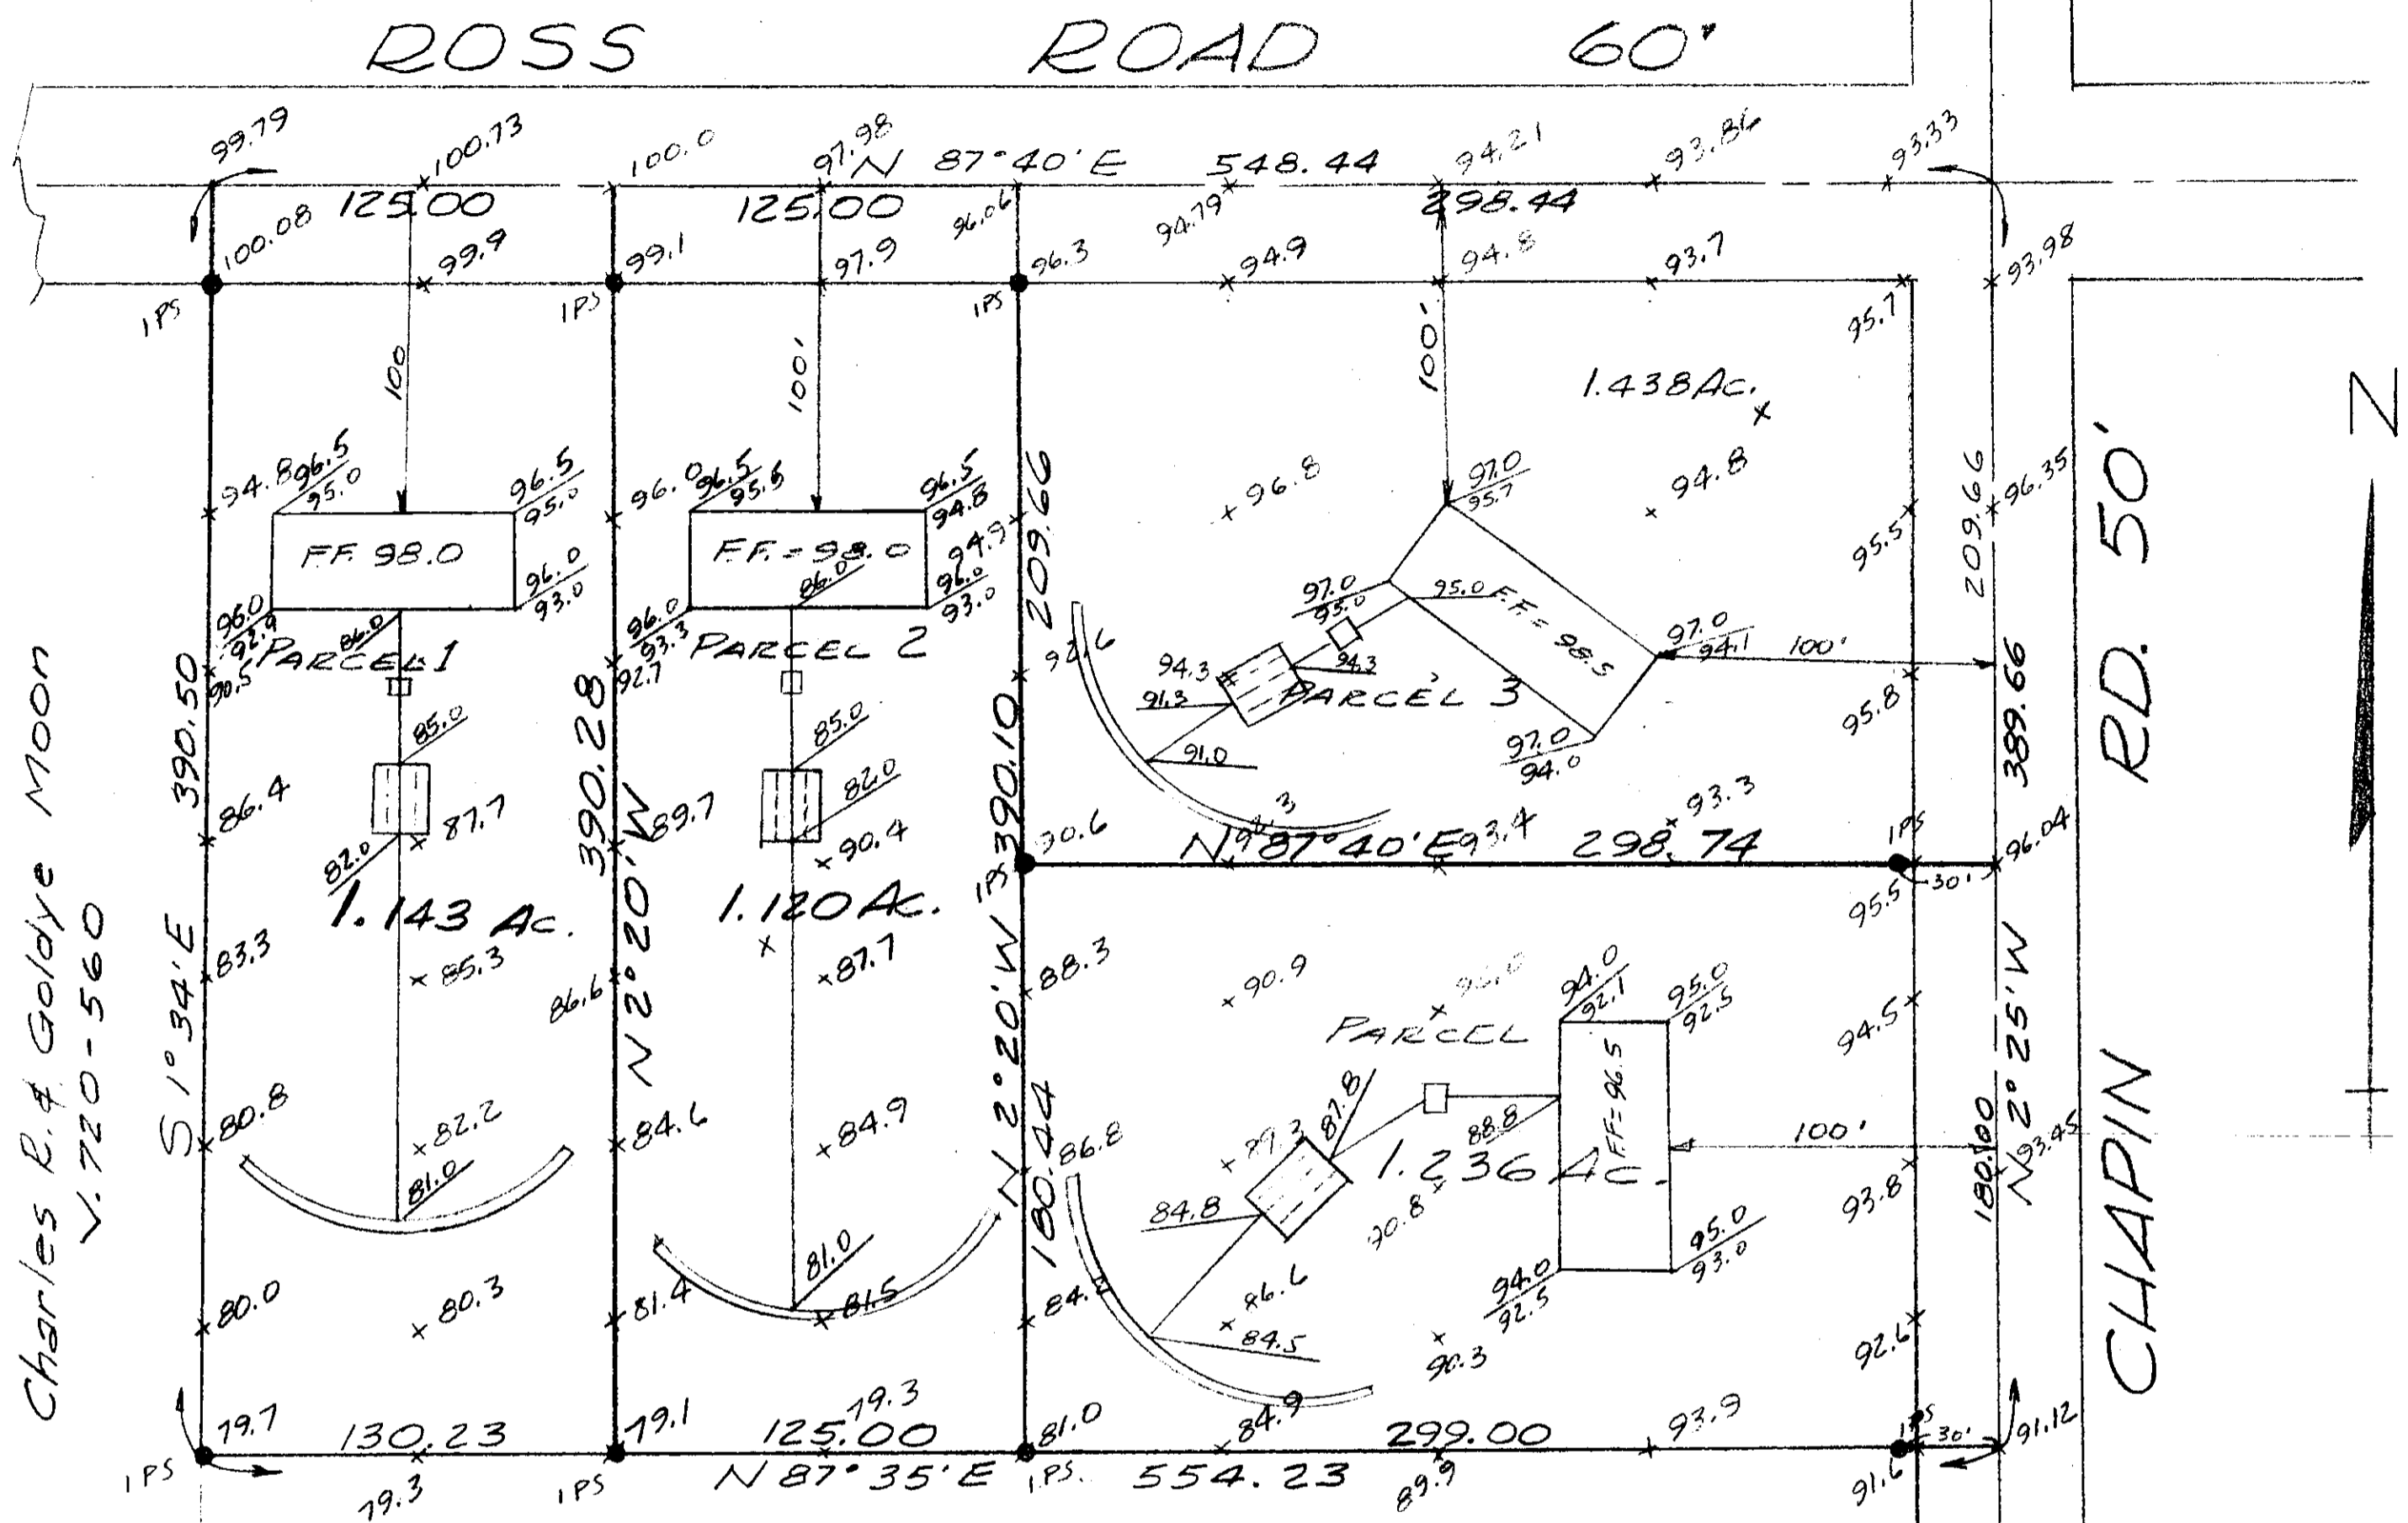 ROSS ROAD 60'
99.79 100.73 100.0 97.98 94.21 93.86 93.33
N 87°40'E 548.44
125.00 125.00 96.06 94.79 298.44
100.08 99.9 99.1 97.9 96.3 94.9 94.8 93.7 93.98
IPS IPS IPS 95.7
100 100' 100' 1.438 Ac.
94.8 96.5 96.5 96.0 96.5 96.5 96.8 97.0 94.8 96.35
95.0 95.0 94.8 95.7
F.F. 98.0 F.F. = 98.0 94.9 209.66 95.5 209.66
96.0 96.0 86.0 96.0 97.0 95.0 F.F. = 98.5
92.9 93.0 93.3 93.0 95.0
86.0 96.0
PARCEL 1 PARCEL 2 92.6 97.0 100'
94.1
90.5 92.7 94.3 94.3
91.3 PARCEL 3 95.8
390.50 390.28 390.10 389.66
85.0 85.0 91.0 97.0
94.0
86.4 87.7 89.7 82.0 90.4 93.3
82.0 90.6 N 87°40'E 93.4 298.74 IPS 96.04
IPS 95.5 30'
1.143 Ac. 1.120 Ac.
83.3 85.3 86.6 87.7 88.3 90.9 94.0 95.0 94.5
92.1 92.5
S 1°34'E N 2°20'W N 2°20'W N 2°25'W
PARCEL
FF=96.5
80.8 82.2 84.6 84.9 86.8 87.8 88.8 100' 93.45
81.0 1.236 Ac. 180.44 180.00
84.8 90.8 93.8
81.0 95.0
93.0
80.0 80.3 81.4 81.5 86.6 94.0
92.5
84.5 90.3 92.6
79.7 79.1 79.3 81.0 84.9 93.9 IPS 91.12
130.23 125.00 299.00 30'
IPS 79.3 IPS N 87°35'E IPS. 554.23 89.9 91.6
Charles R. & Goldye Moon
V. 720-560
CHAPIN RD. 50'
N